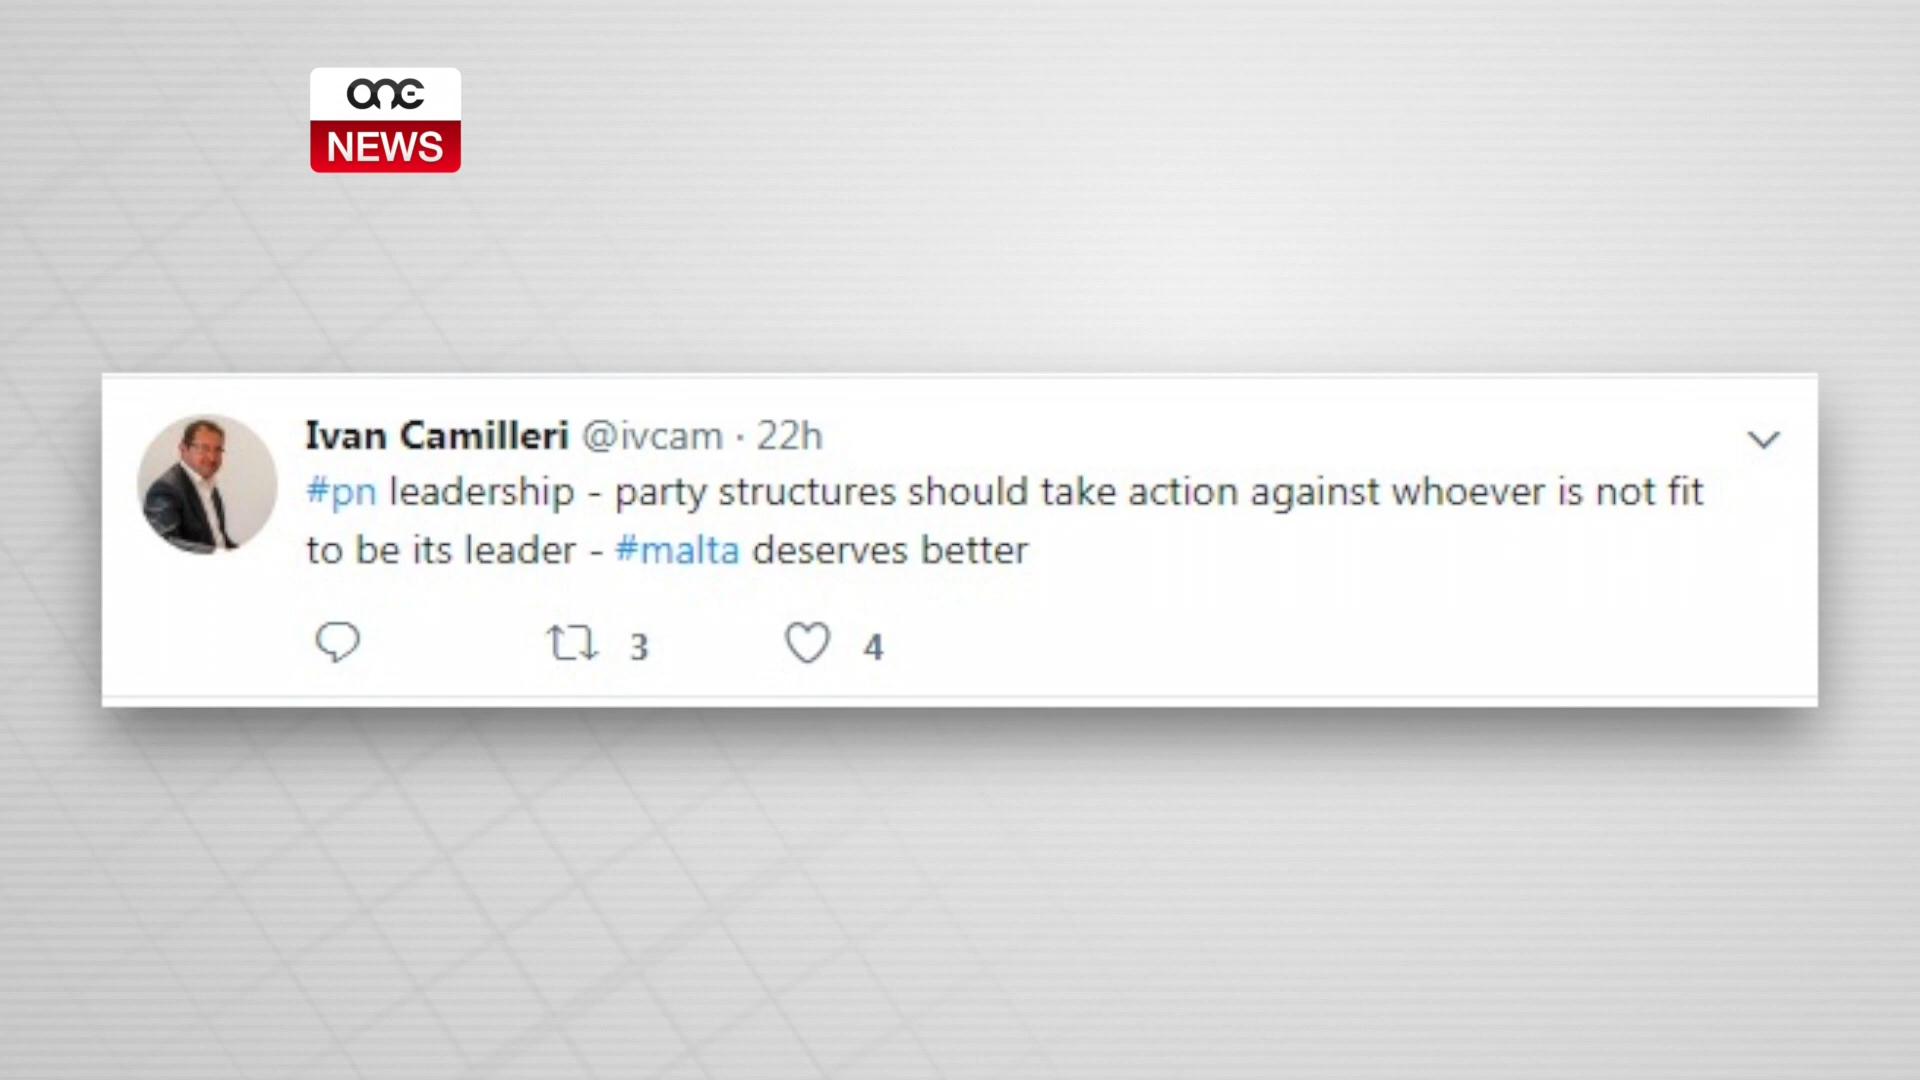 one
NEWS
Ivan Camilleri @ivcam · 22h
#pn leadership - party structures should take action against whoever is not fit
to be its leader - #malta deserves better
3 4